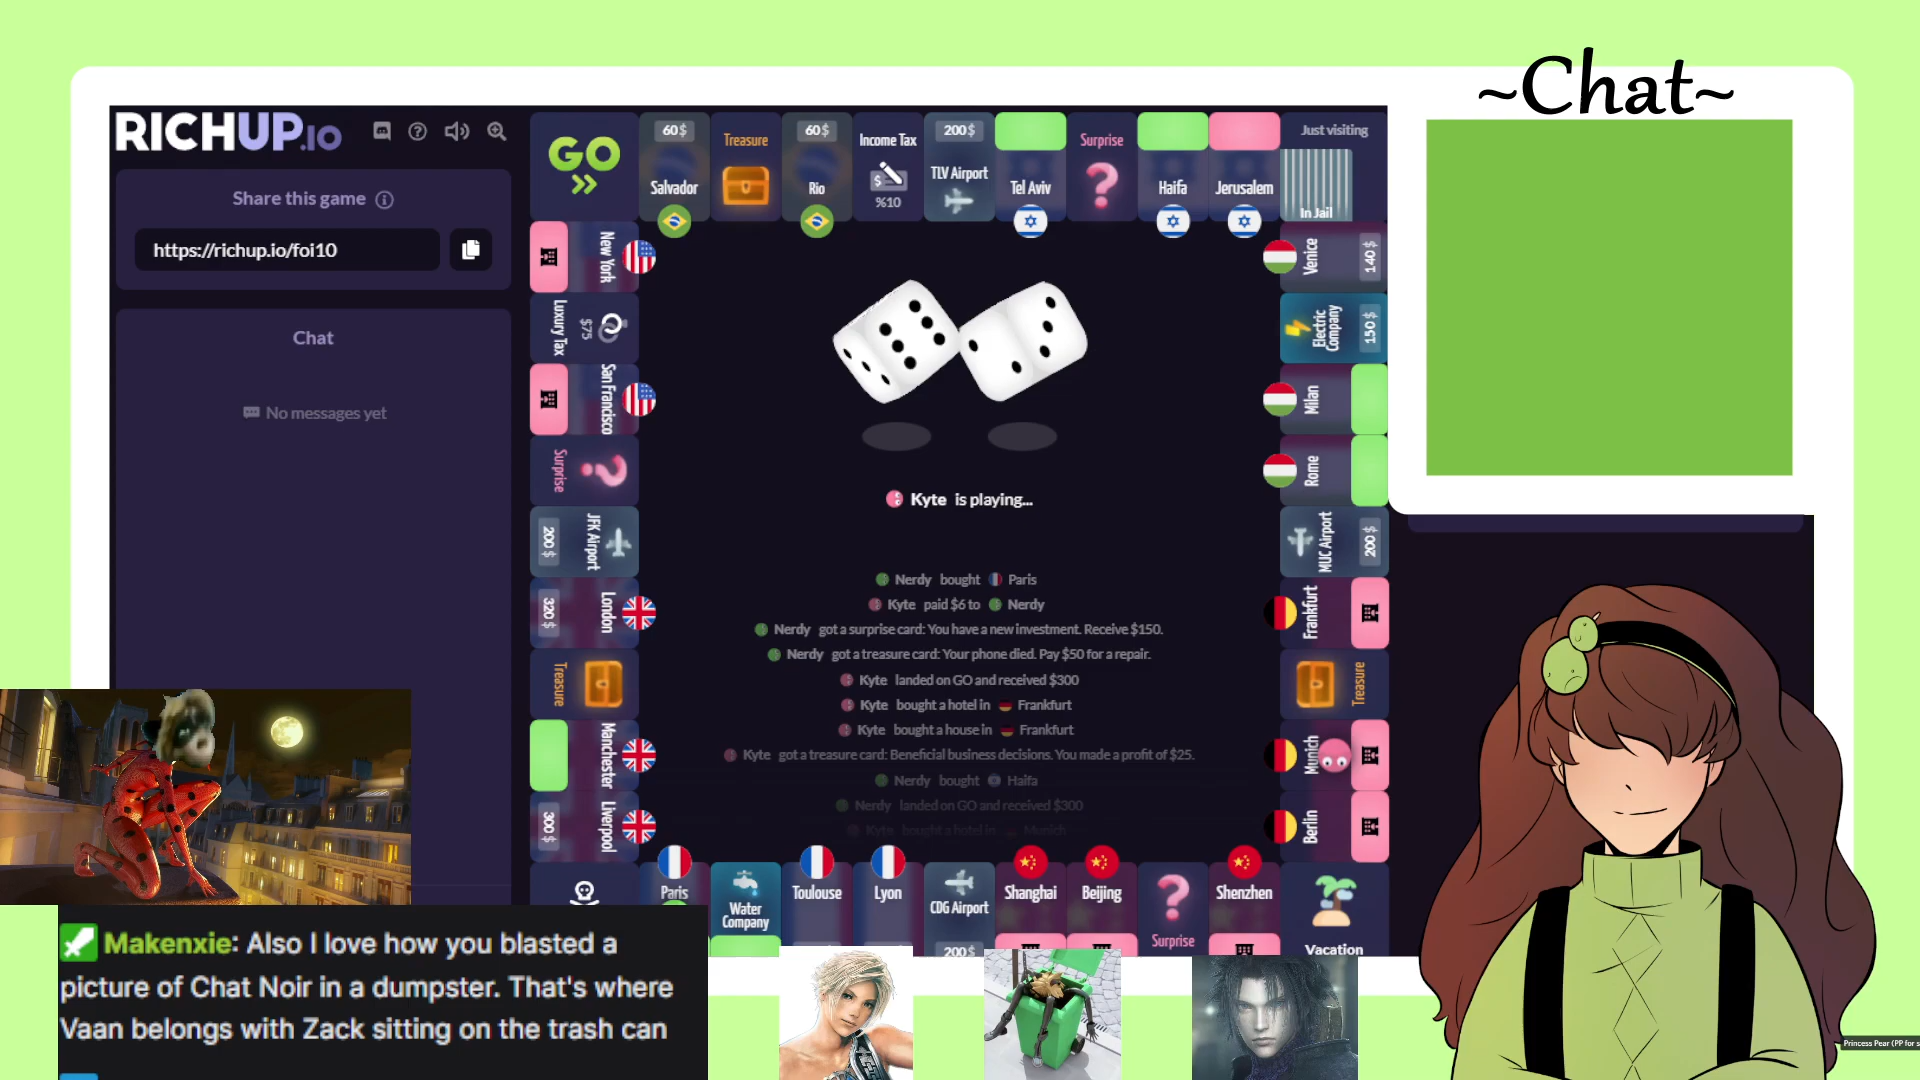 ~Chat~
RICHUP.IO
Share this game
https://richup.io/foi10
Chat
No messages yet
GO
60$
Salvador
Treasure
60$
Rio
Income Tax
%10
200$
TLV Airport
Tel Aviv
Surprise
Haifa
Jerusalem
Just visiting
In Jail
New York
Luxury Tax
$75
San Francisco
Surprise
JFK Airport
200$
London
320$
Treasure
Manchester
Liverpool
300$
Venice
140$
Electric Company
150$
Milan
Rome
MUC Airport
200$
Frankfurt
Treasure
Munich
Berlin
Kyte is playing...
Nerdy bought Paris
Kyte paid $6 to Nerdy
Nerdy got a surprise card: You have a new investment. Receive $150.
Nerdy got a treasure card: Your phone died. Pay $50 for a repair.
Kyte landed on GO and received $300
Kyte bought a hotel in Frankfurt
Kyte bought a house in Frankfurt
Kyte got a treasure card: Beneficial business decisions. You made a profit of $25.
Nerdy bought Haifa
Nerdy landed on GO and received $300
Kyte bought a hotel in Munich
Paris
Water Company
Toulouse
Lyon
CDG Airport
200$
Shanghai
Beijing
Surprise
Shenzhen
Vacation
Makenxie: Also I love how you blasted a
picture of Chat Noir in a dumpster. That's where
Vaan belongs with Zack sitting on the trash can
Princess Pear (PP for s